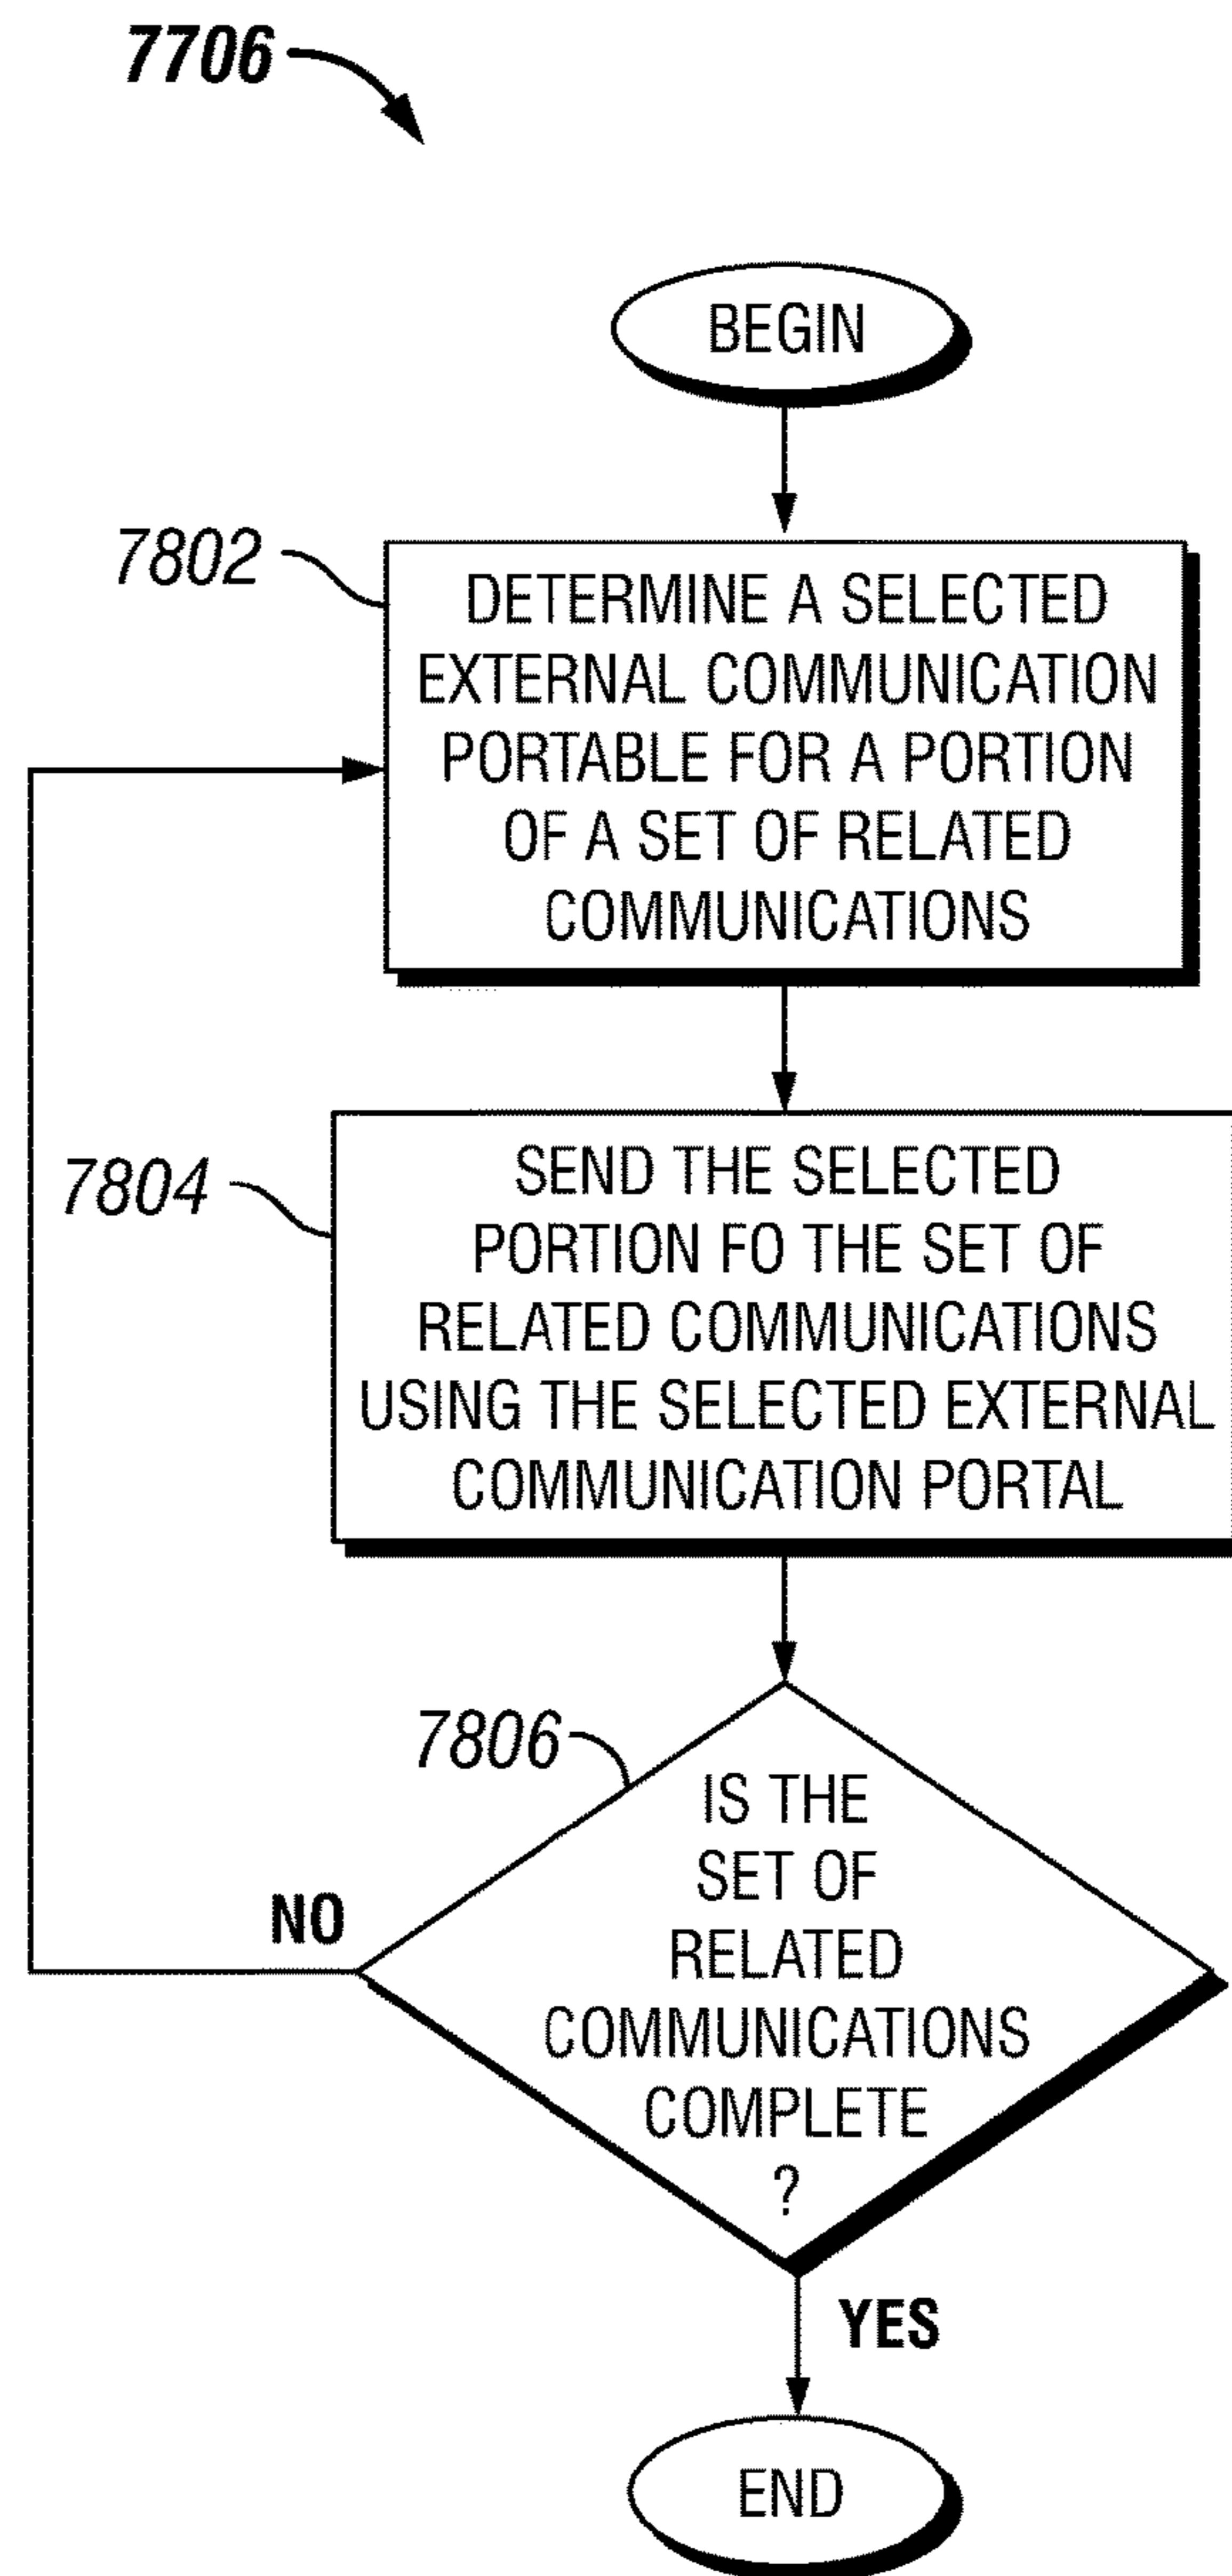 7706
BEGIN
7802
DETERMINE A SELECTED
EXTERNAL COMMUNICATION
PORTABLE FOR A PORTION
OF A SET OF RELATED
COMMUNICATIONS
7804
SEND THE SELECTED
PORTION FO THE SET OF
RELATED COMMUNICATIONS
USING THE SELECTED EXTERNAL
COMMUNICATION PORTAL
7806
IS THE
SET OF
RELATED
COMMUNICATIONS
COMPLETE
?
NO
YES
END